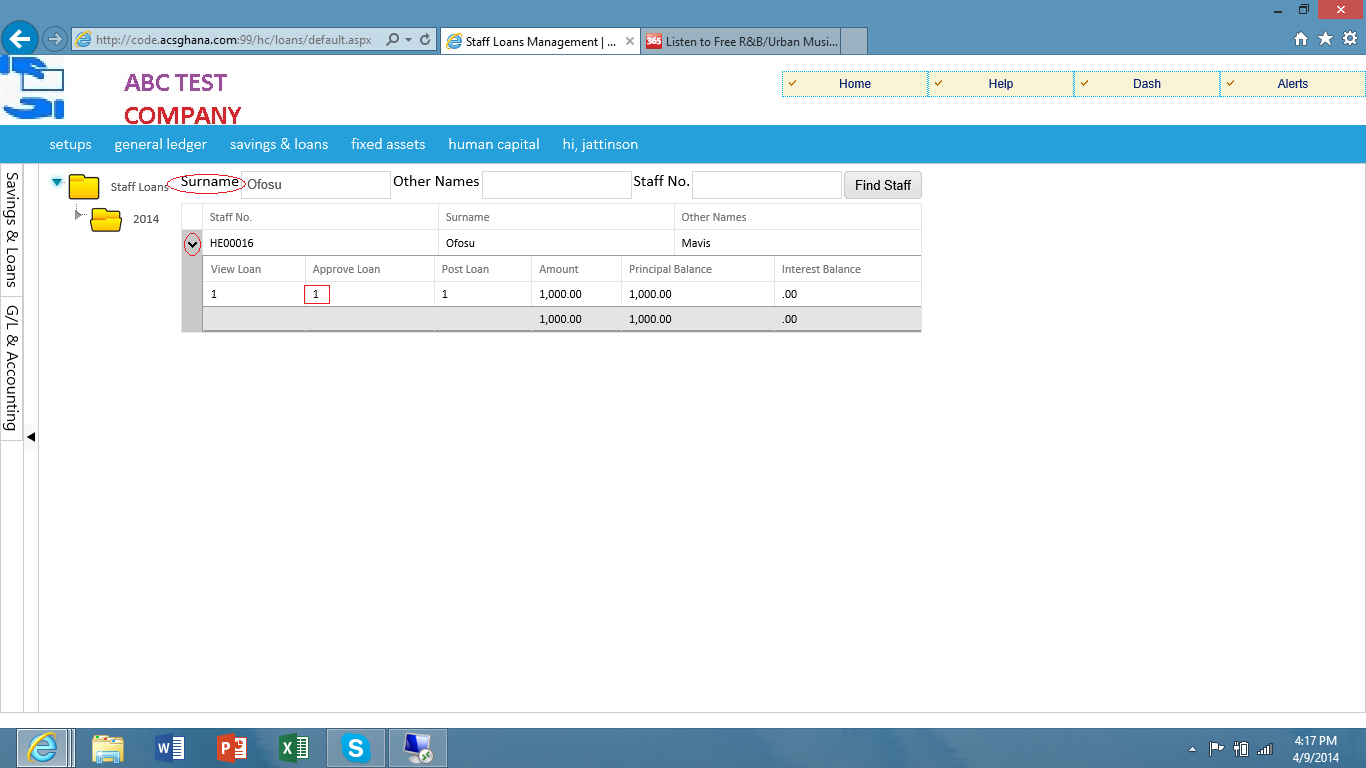 http://code.acsghana.com:99/hc/loans/default.aspx
Staff Loans Management | ...
365 Listen to Free R&B/Urban Musi...
ABC TEST
COMPANY
Home Help Dash Alerts
setups general ledger savings & loans fixed assets human capital hi, jattinson
Savings & Loans
G/L & Accounting
Staff Loans
2014
Surname Ofosu Other Names Staff No. Find Staff
Staff No. Surname Other Names
HE00016 Ofosu Mavis
View Loan Approve Loan Post Loan Amount Principal Balance Interest Balance
1 1 1 1,000.00 1,000.00 .00
1,000.00 1,000.00 .00
4:17 PM
4/9/2014